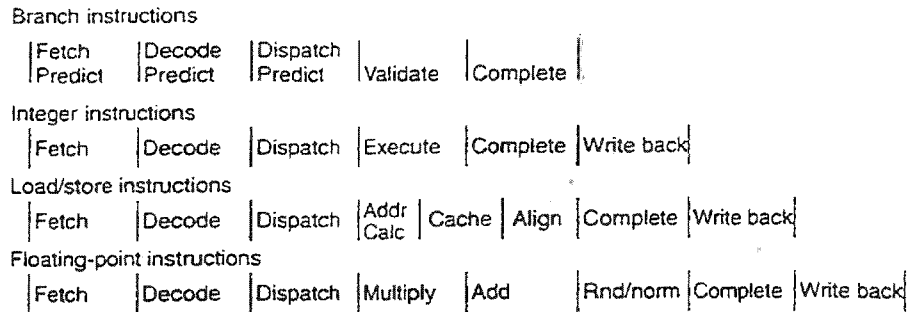 Branch instructions
Fetch Decode Dispatch
Predict Predict Predict Validate Complete
Integer instructions
Fetch Decode Dispatch Execute Complete Write back
Load/store instructions
Fetch Decode Dispatch Addr Calc Cache Align Complete Write back
Floating-point instructions
Fetch Decode Dispatch Multiply Add Rnd/norm Complete Write back